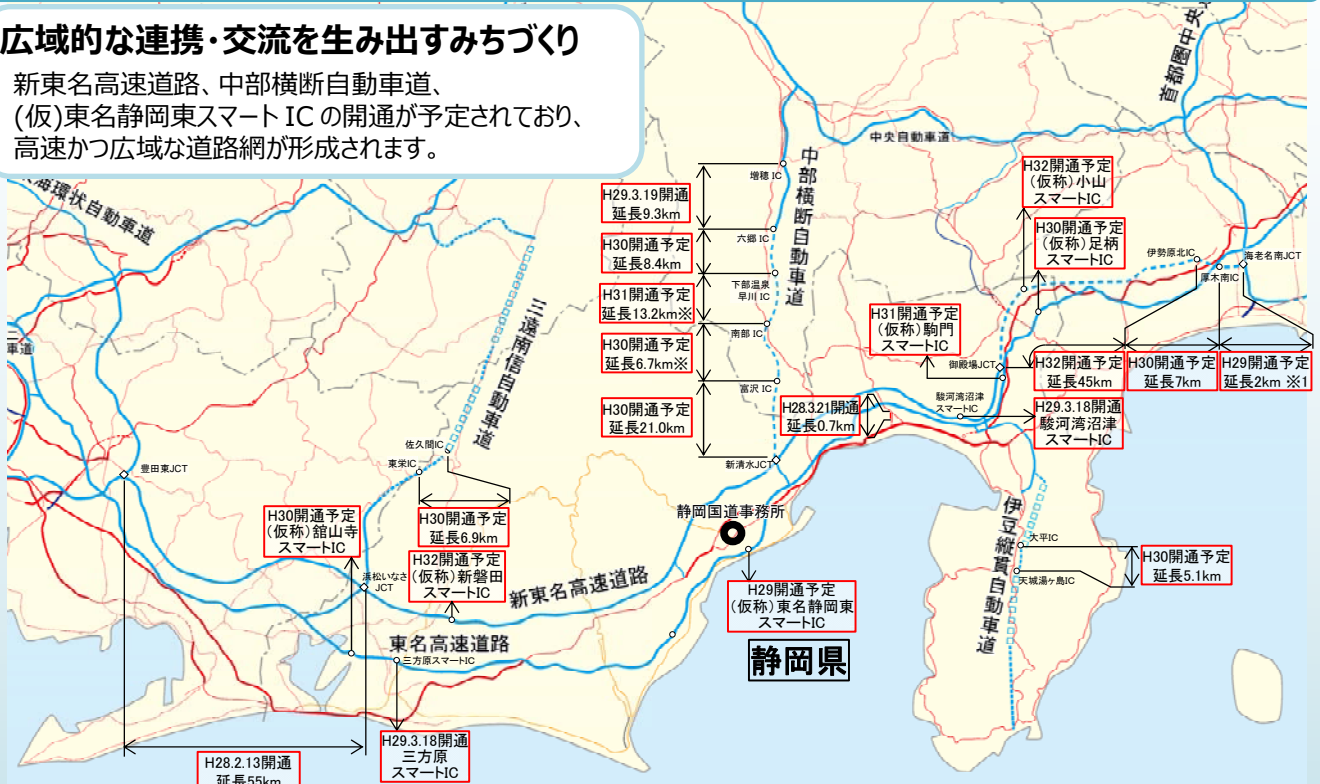 広域的な連携・交流を生み出すみちづくり
新東名高速道路、中部横断自動車道、
(仮)東名静岡東スマート IC の開通が予定されており、
高速かつ広域な道路網が形成されます。
首都圏中央
中央自動車道
海環状自動車道
車道
中部横断自動車道
増穂 IC
H29.3.19開通
延長9.3km
六郷 IC
H30開通予定
延長8.4km
下部温泉
早川 IC
H31開通予定
延長13.2km※
南部 IC
H30開通予定
延長6.7km※
富沢 IC
H30開通予定
延長21.0km
新清水JCT
H32開通予定
(仮称)小山
スマートIC
H30開通予定
(仮称)足柄
スマートIC
伊勢原北IC
海老名南JCT
厚木南IC
H31開通予定
(仮称)駒門
スマートIC
御殿場JCT
H32開通予定
延長45km
H30開通予定
延長7km
H29開通予定
延長2km ※1
駿河湾沼津
スマートIC
H28.3.21開通
延長0.7km
H29.3.18開通
駿河湾沼津
スマートIC
三遠南信自動車道
佐久間IC
東栄IC
豊田東JCT
H30開通予定
延長6.9km
H30開通予定
(仮称)舘山寺
スマートIC
H32開通予定
(仮称)新磐田
スマートIC
浜松いなさ
JCT
新東名高速道路
静岡国道事務所
伊豆縦貫自動車道
大平IC
天城湯ヶ島IC
H30開通予定
延長5.1km
H29開通予定
(仮称)東名静岡東
スマートIC
東名高速道路
三方原スマートIC
静岡県
H29.3.18開通
三方原
スマートIC
H28.2.13開通
延長55km